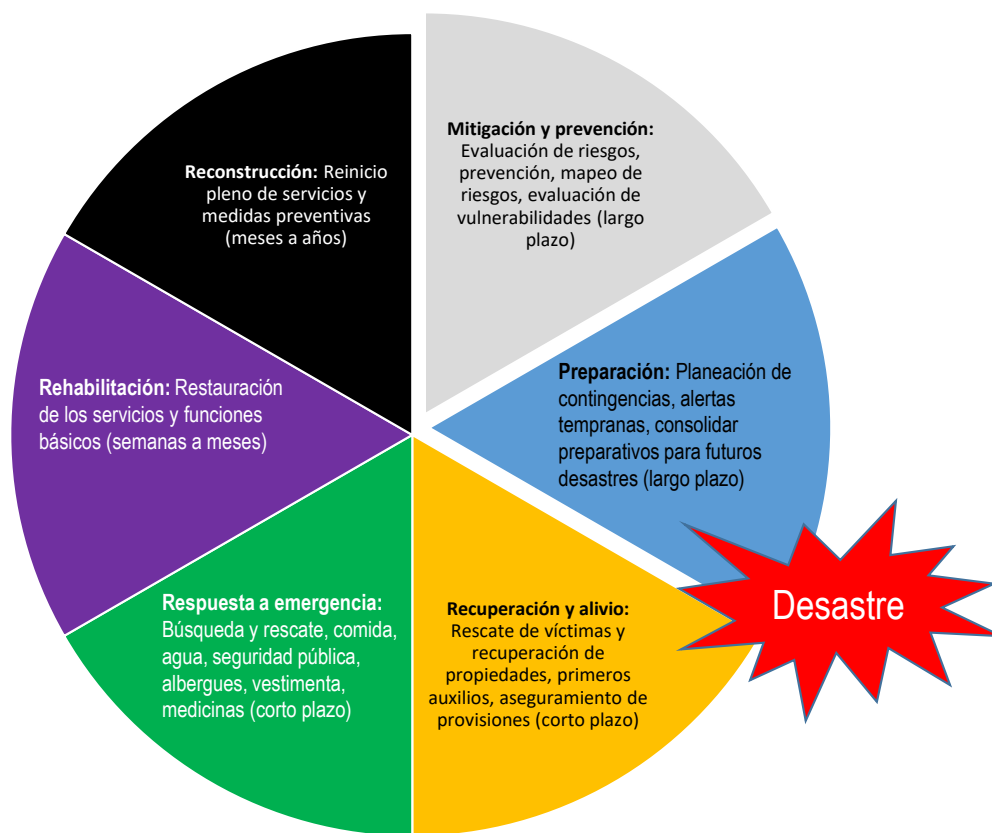 Mitigación y prevención:
Evaluación de riesgos,
prevención, mapeo de
riesgos, evaluación de
vulnerabilidades (largo
plazo)
Preparación: Planeación de
contingencias, alertas
tempranas, consolidar
preparativos para futuros
desastres (largo plazo)
Desastre
Recuperación y alivio:
Rescate de víctimas y
recuperación de
propiedades, primeros
auxilios, aseguramiento de
provisiones (corto plazo)
Respuesta a emergencia:
Búsqueda y rescate, comida,
agua, seguridad pública,
albergues, vestimenta,
medicinas (corto plazo)
Rehabilitación: Restauración
de los servicios y funciones
básicos (semanas a meses)
Reconstrucción: Reinicio
pleno de servicios y
medidas preventivas
(meses a años)